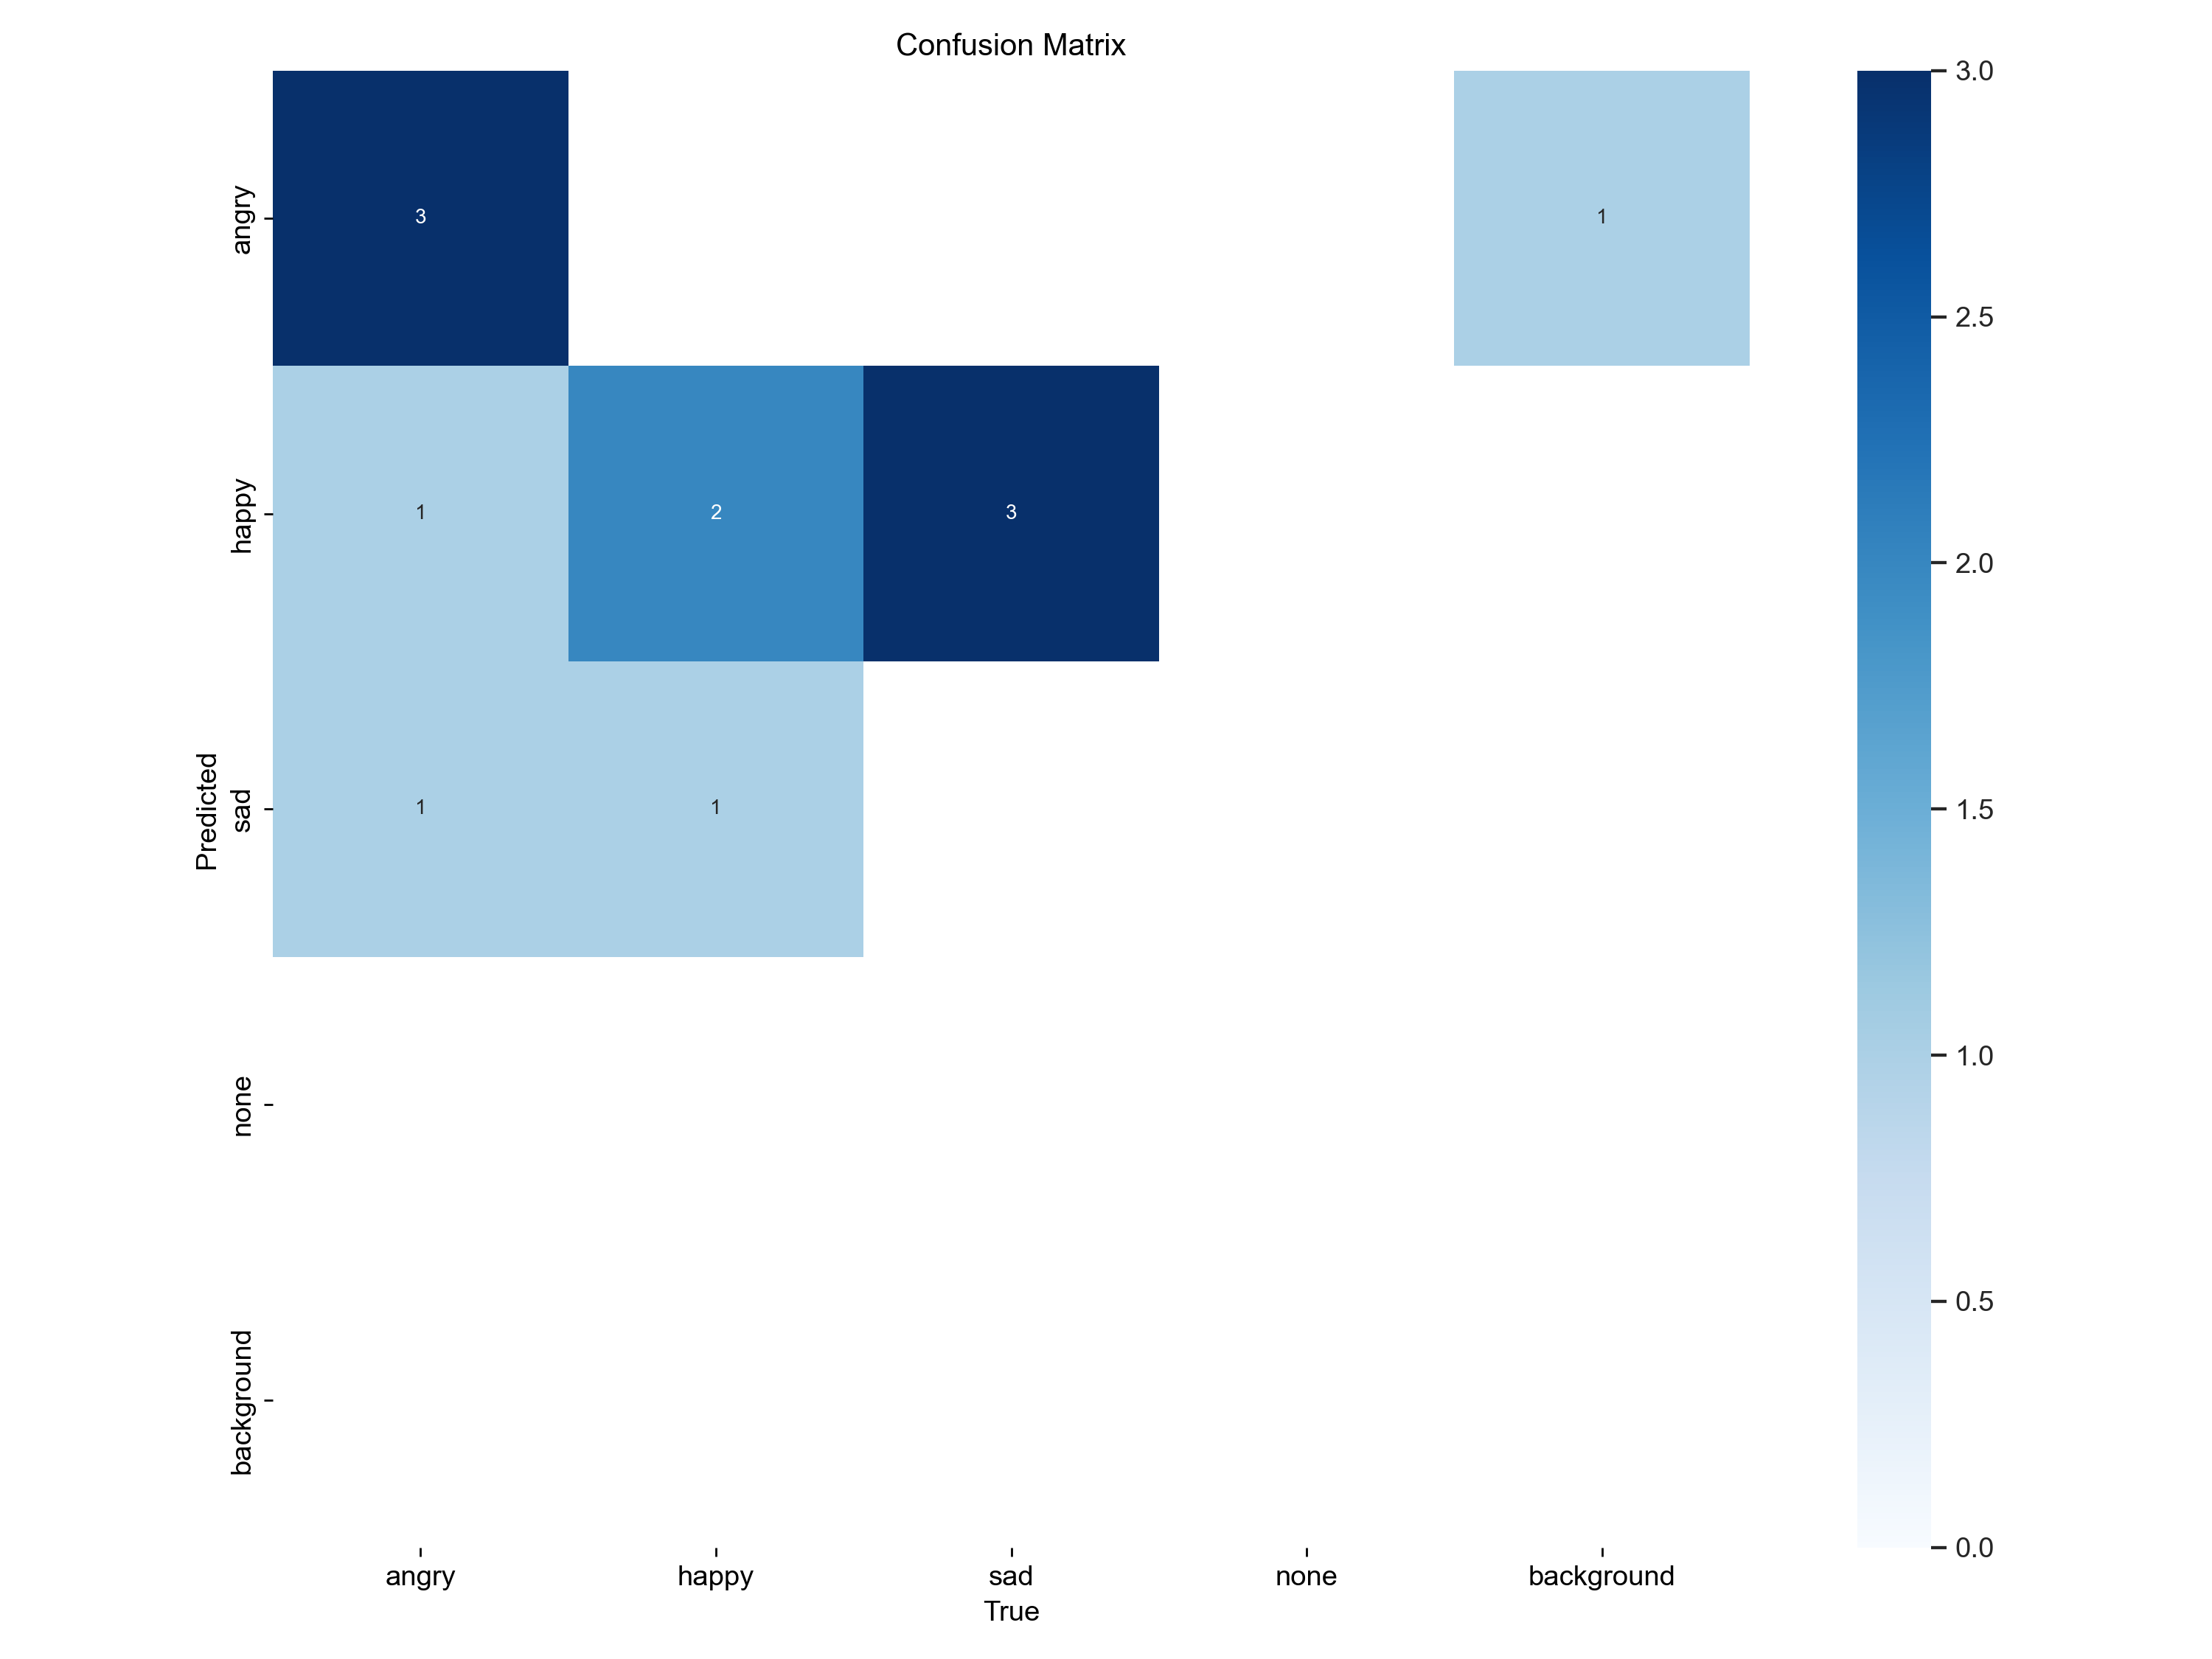 Confusion Matrix
3.0
angry
3
1
2.5
happy
1
2
3
2.0
Predicted
sad
1
1
1.5
none
1.0
background
0.5
0.0
angry
happy
sad
none
background
True